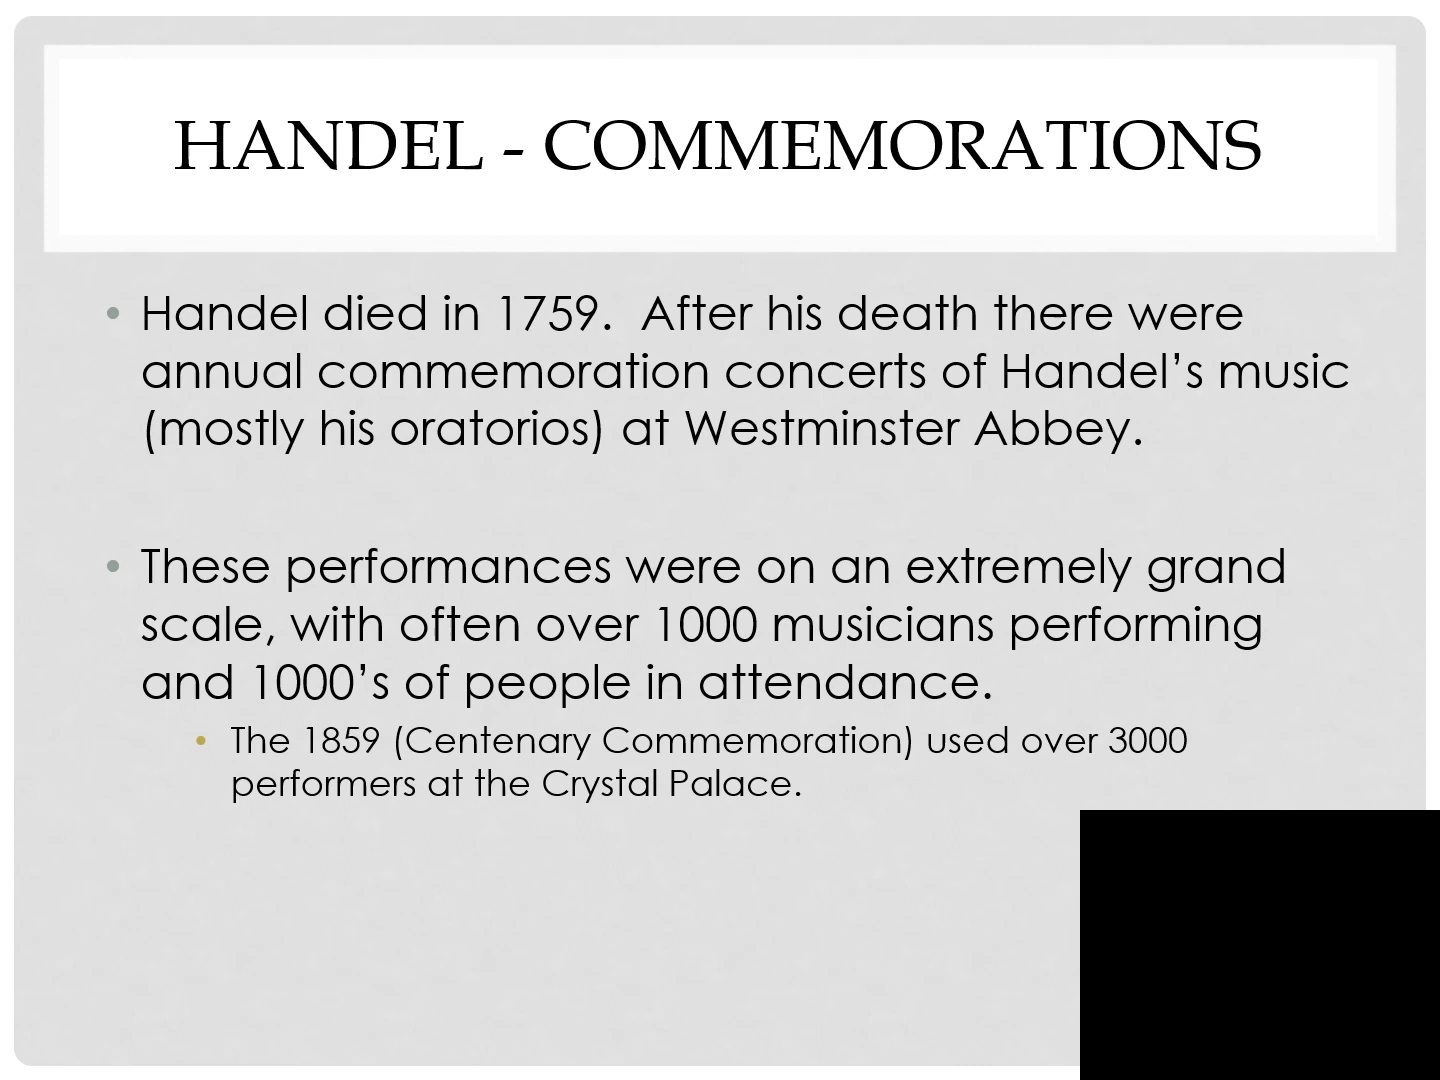 HANDEL - COMMEMORATIONS
• Handel died in 1759.  After his death there were
annual commemoration concerts of Handel’s music
(mostly his oratorios) at Westminster Abbey.
• These performances were on an extremely grand
scale, with often over 1000 musicians performing
and 1000’s of people in attendance.
• The 1859 (Centenary Commemoration) used over 3000
performers at the Crystal Palace.